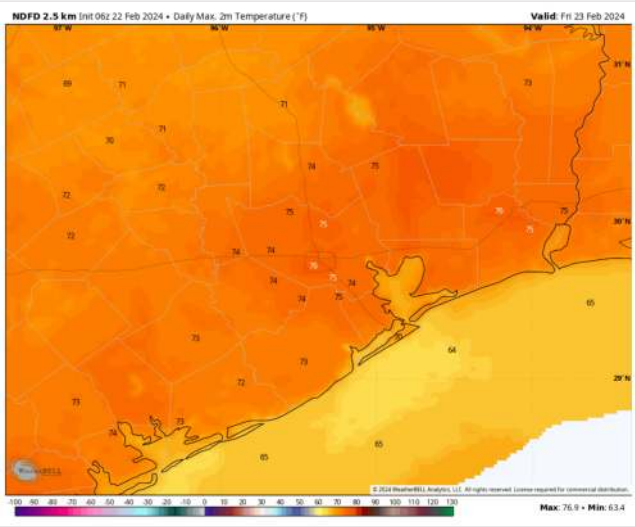 NDFD 2.5 km Init 06z 22 Feb 2024 • Daily Max. 2m Temperature (°F) Valid: Fri 23 Feb 2024
97°W 96°W 95°W 94°W
31°N
69 71 73
71
71
70
74 75
72 72
75 76 75
75 75
30°N
72
74 74
76
74 75 74
74 75
65
73 70
64
73
72 29°N
73
73
74
65
65
WeatherBELL
© 2024 WeatherBELL Analytics, LLC. All rights reserved. License required for commercial distribution.
-100 -90 -80 -70 -60 -50 -40 -30 -20 -10 0 10 20 30 40 50 60 70 80 90 100 110 120 130
Max: 76.9 • Min: 63.4